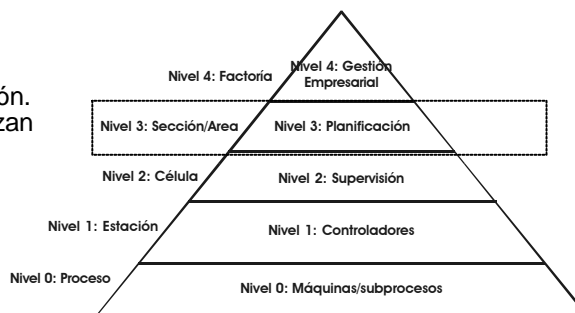 ón.
zan
Nivel 4: Factoría
Nivel 4: Gestión
Empresarial
Nivel 3: Sección/Area
Nivel 3: Planificación
Nivel 2: Célula
Nivel 2: Supervisión
Nivel 1: Estación
Nivel 1: Controladores
Nivel 0: Proceso
Nivel 0: Máquinas/subprocesos